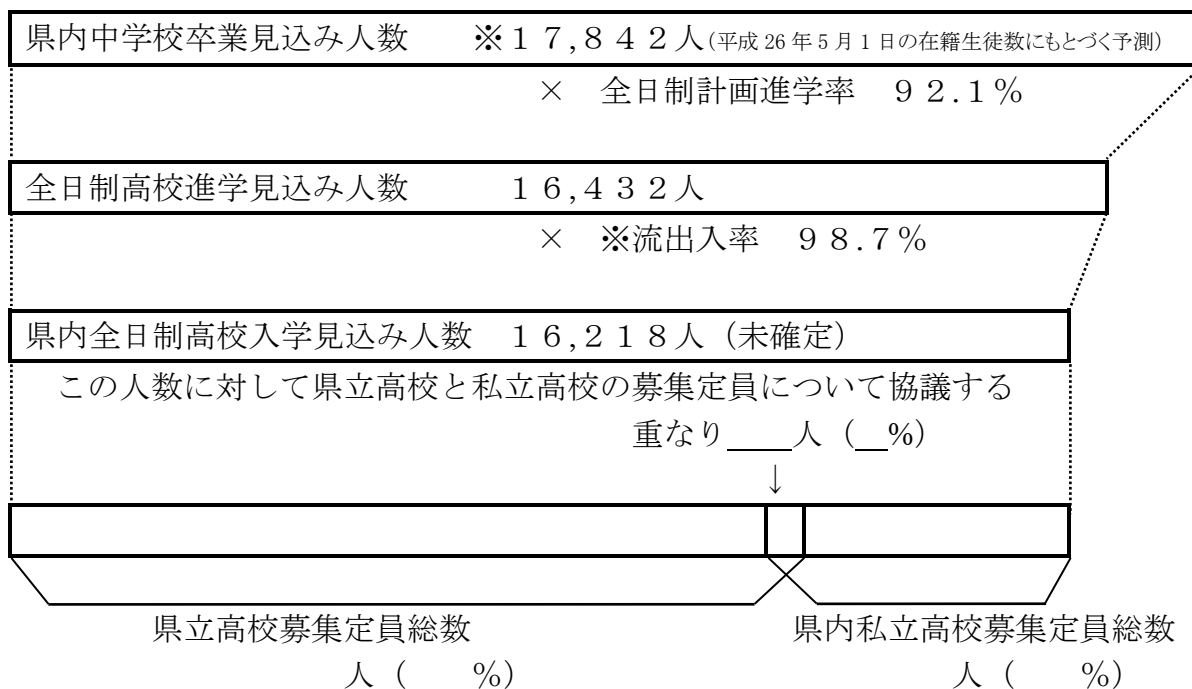 県内中学校卒業見込み人数　※１７,８４２人(平成 26 年 5 月 1 日の在籍生徒数にもとづく予測)
×　全日制計画進学率　９２.１％
全日制高校進学見込み人数　１６,４３２人
×　※流出入率　９８.７％
県内全日制高校入学見込み人数　１６,２１８人（未確定）
この人数に対して県立高校と私立高校の募集定員について協議する
重なり____人（__%）
↓
県立高校募集定員総数　県内私立高校募集定員総数
人（　　%）　人（　　%）